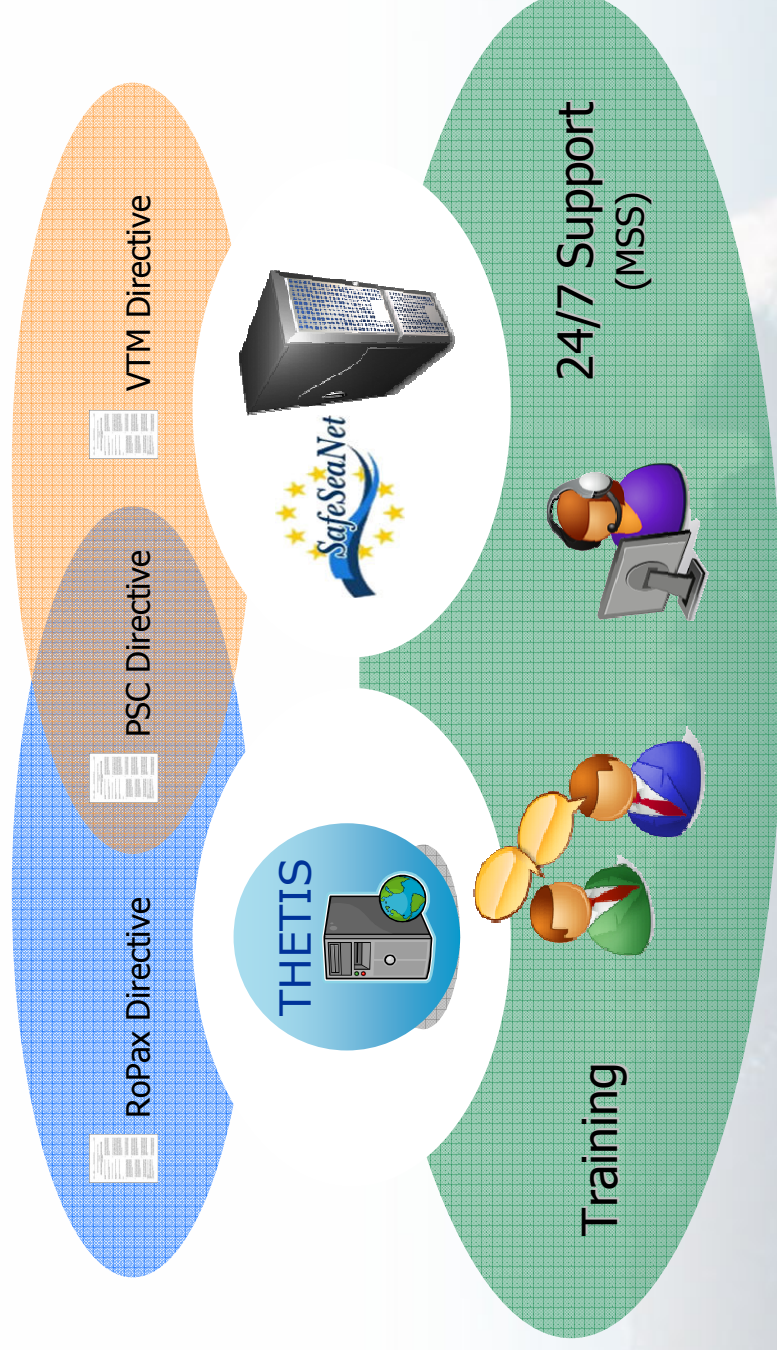 RoPax Directive
PSC Directive
VTM Directive
THETIS
SafeSeaNet
Training
24/7 Support
(MSS)